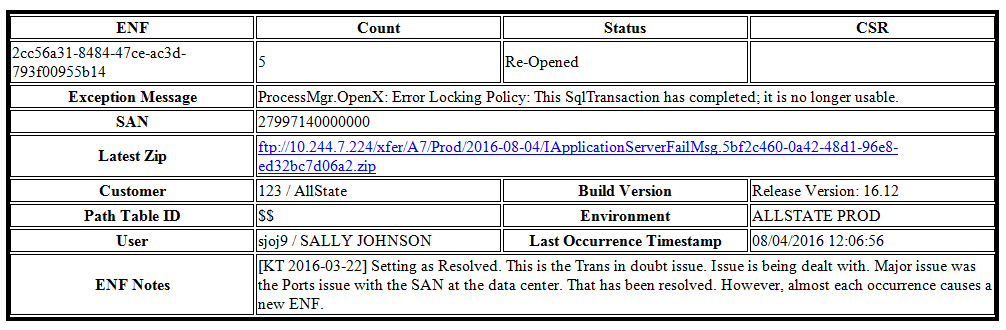 ENF Count Status CSR
2cc56a31-8484-47ce-ac3d-
793f00955b14
5 Re-Opened
Exception Message ProcessMgr.OpenX: Error Locking Policy: This SqlTransaction has completed; it is no longer usable.
SAN 27997140000000
Latest Zip
ftp://10.244.7.224/xfer/A7/Prod/2016-08-04/IApplicationServerFailMsg.5bf2c460-0a42-48d1-96e8-
ed32bc7d06a2.zip
Customer 123 / AllState Build Version Release Version: 16.12
Path Table ID $$ Environment ALLSTATE PROD
User sjoj9 / SALLY JOHNSON Last Occurrence Timestamp 08/04/2016 12:06:56
ENF Notes
[KT 2016-03-22] Setting as Resolved. This is the Trans in doubt issue. Issue is being dealt with. Major issue was
the Ports issue with the SAN at the data center. That has been resolved. However, almost each occurrence causes a
new ENF.